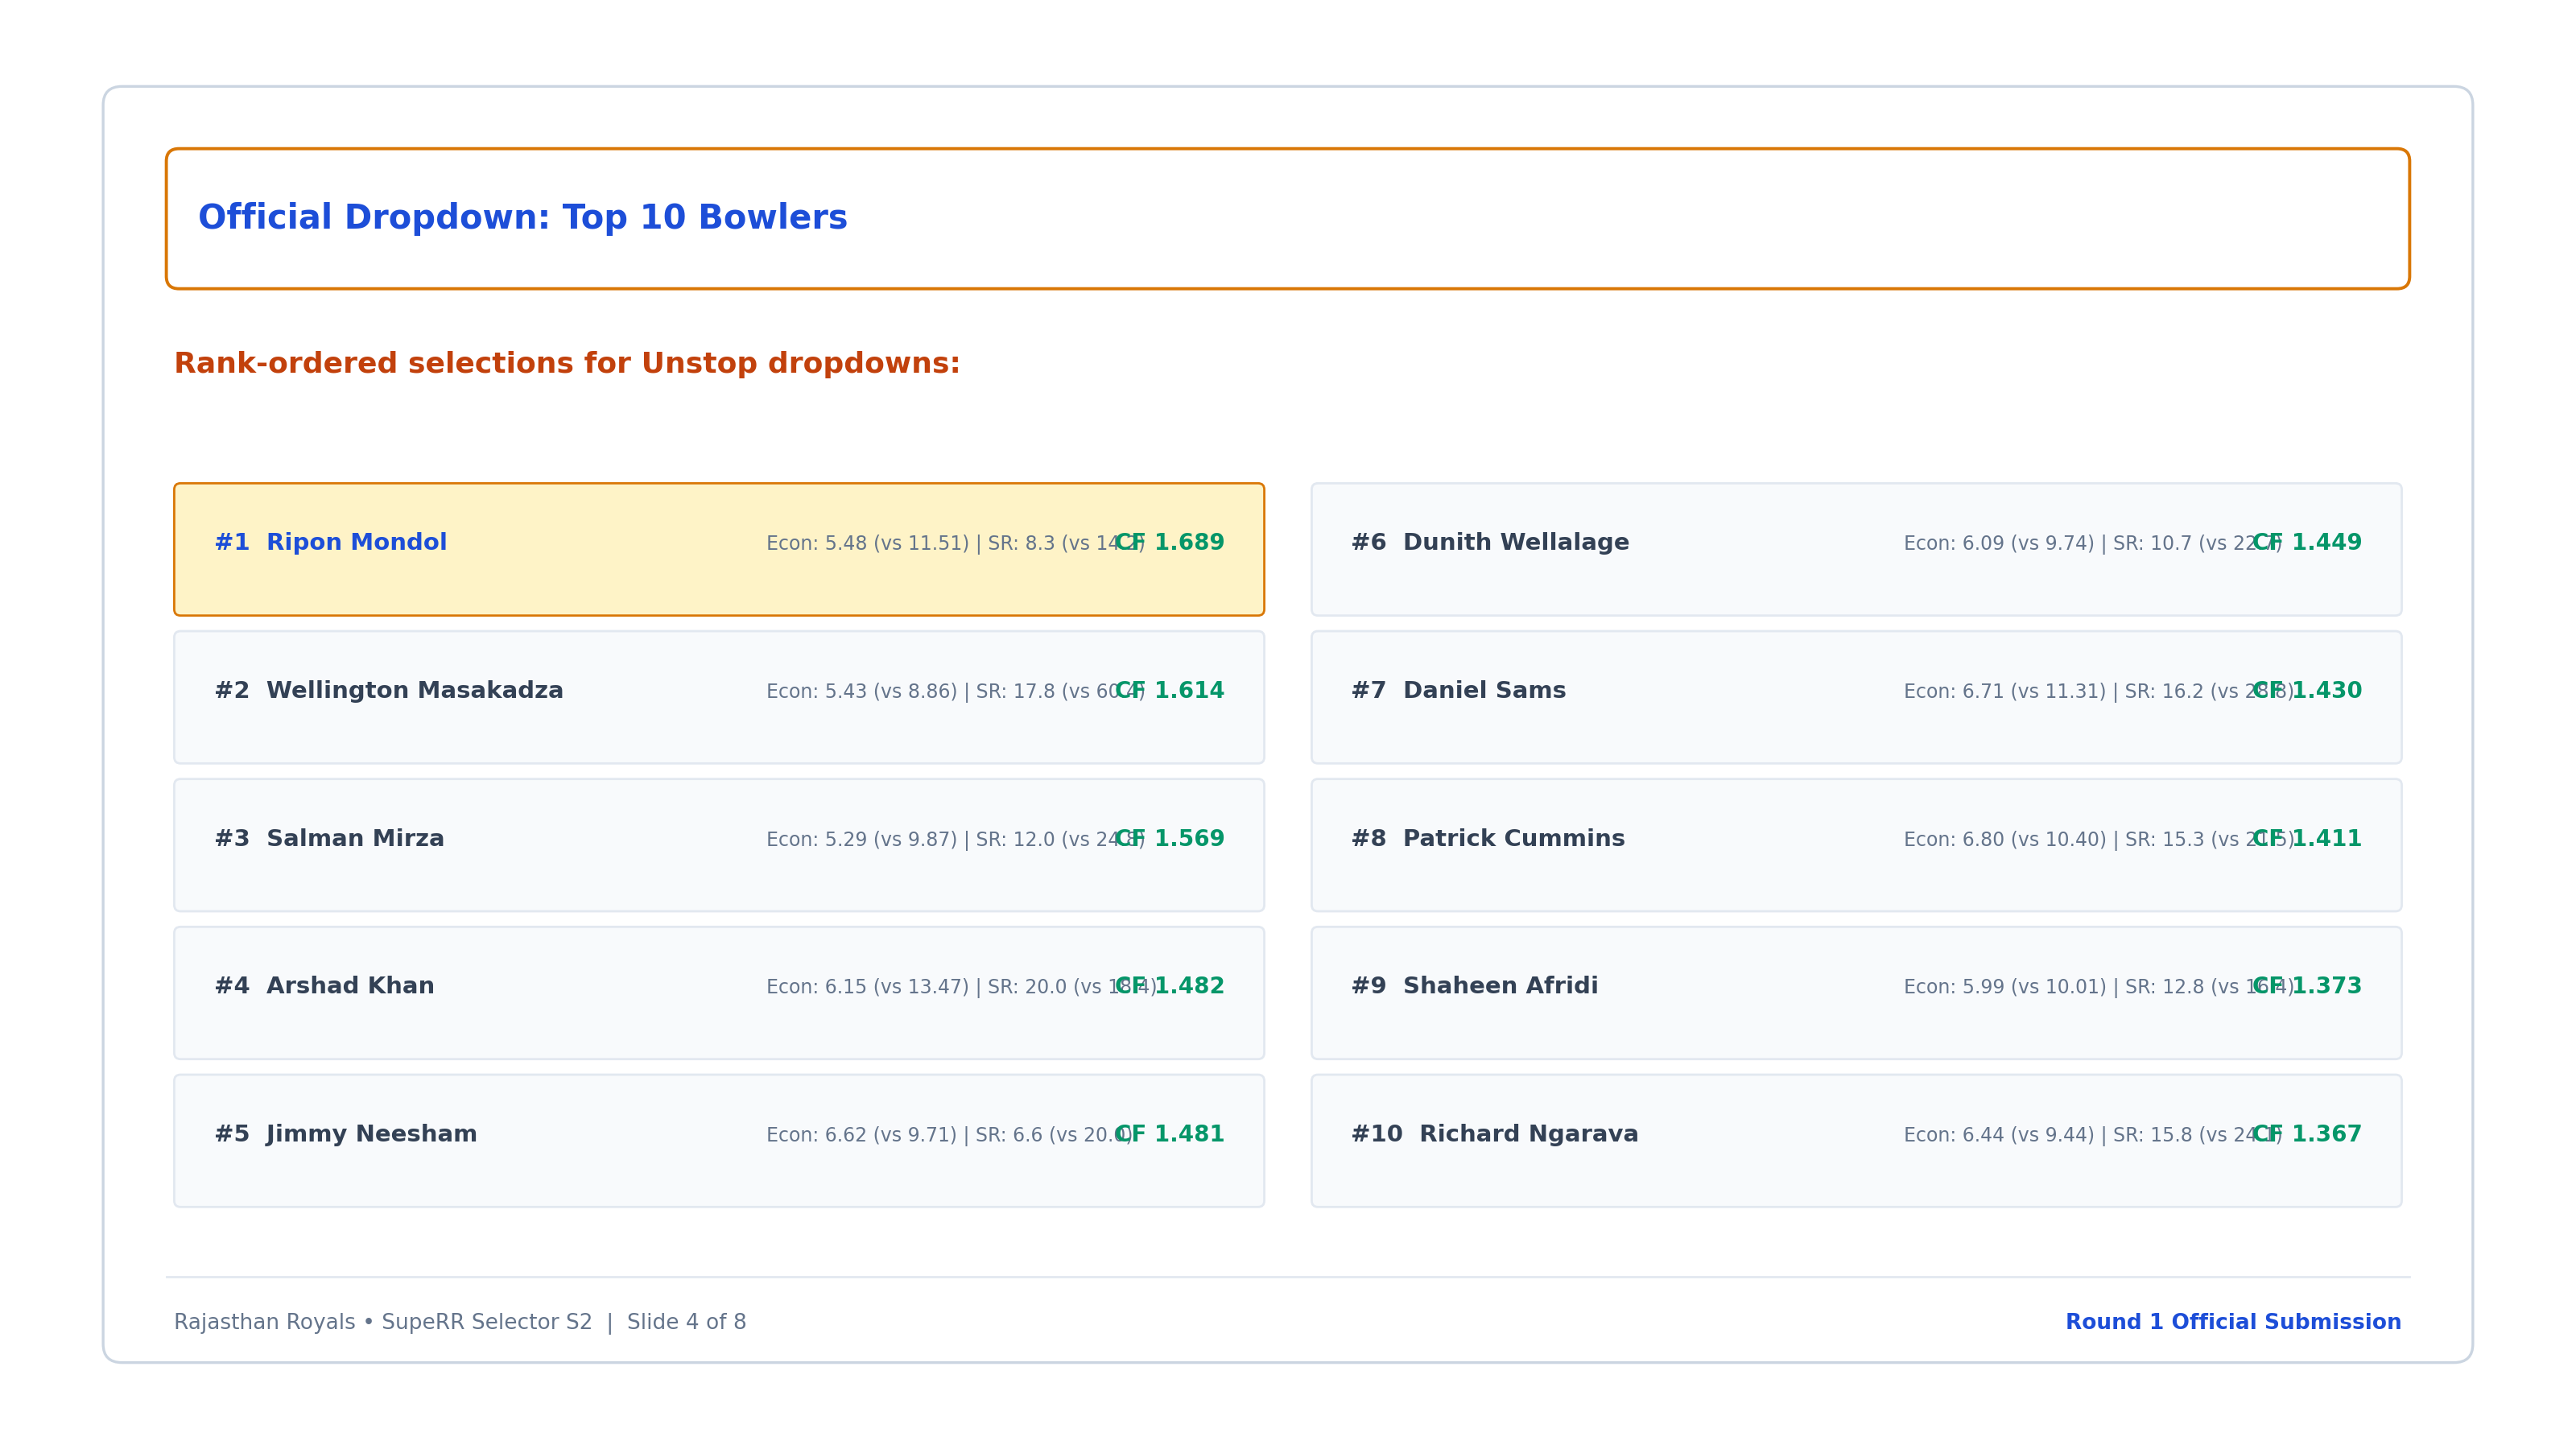 Official Dropdown: Top 10 Bowlers
Rank-ordered selections for Unstop dropdowns:
#1 Ripon Mondol Econ: 5.48 (vs 11.51) | SR: 8.3 (vs CF 1.689
#2 Wellington Masakadza Econ: 5.43 (vs 8.86) | SR: 17.8 (vs CF 1.614
#3 Salman Mirza Econ: 5.29 (vs 9.87) | SR: 12.0 (vs CF 1.569
#4 Arshad Khan Econ: 6.15 (vs 13.47) | SR: 20.0 (vs CF 1.482
#5 Jimmy Neesham Econ: 6.62 (vs 9.71) | SR: 6.6 (vs CF 1.481
#6 Dunith Wellalage Econ: 6.09 (vs 9.74) | SR: 10.7 (vs CF 1.449
#7 Daniel Sams Econ: 6.71 (vs 11.31) | SR: 16.2 (vs CF 1.430
#8 Patrick Cummins Econ: 6.80 (vs 10.40) | SR: 15.3 (vs CF 1.411
#9 Shaheen Afridi Econ: 5.99 (vs 10.01) | SR: 12.8 (vs CF 1.373
#10 Richard Ngarava Econ: 6.44 (vs 9.44) | SR: 15.8 (vs CF 1.367
Rajasthan Royals • SupeRR Selector S2 | Slide 4 of 8
Round 1 Official Submission